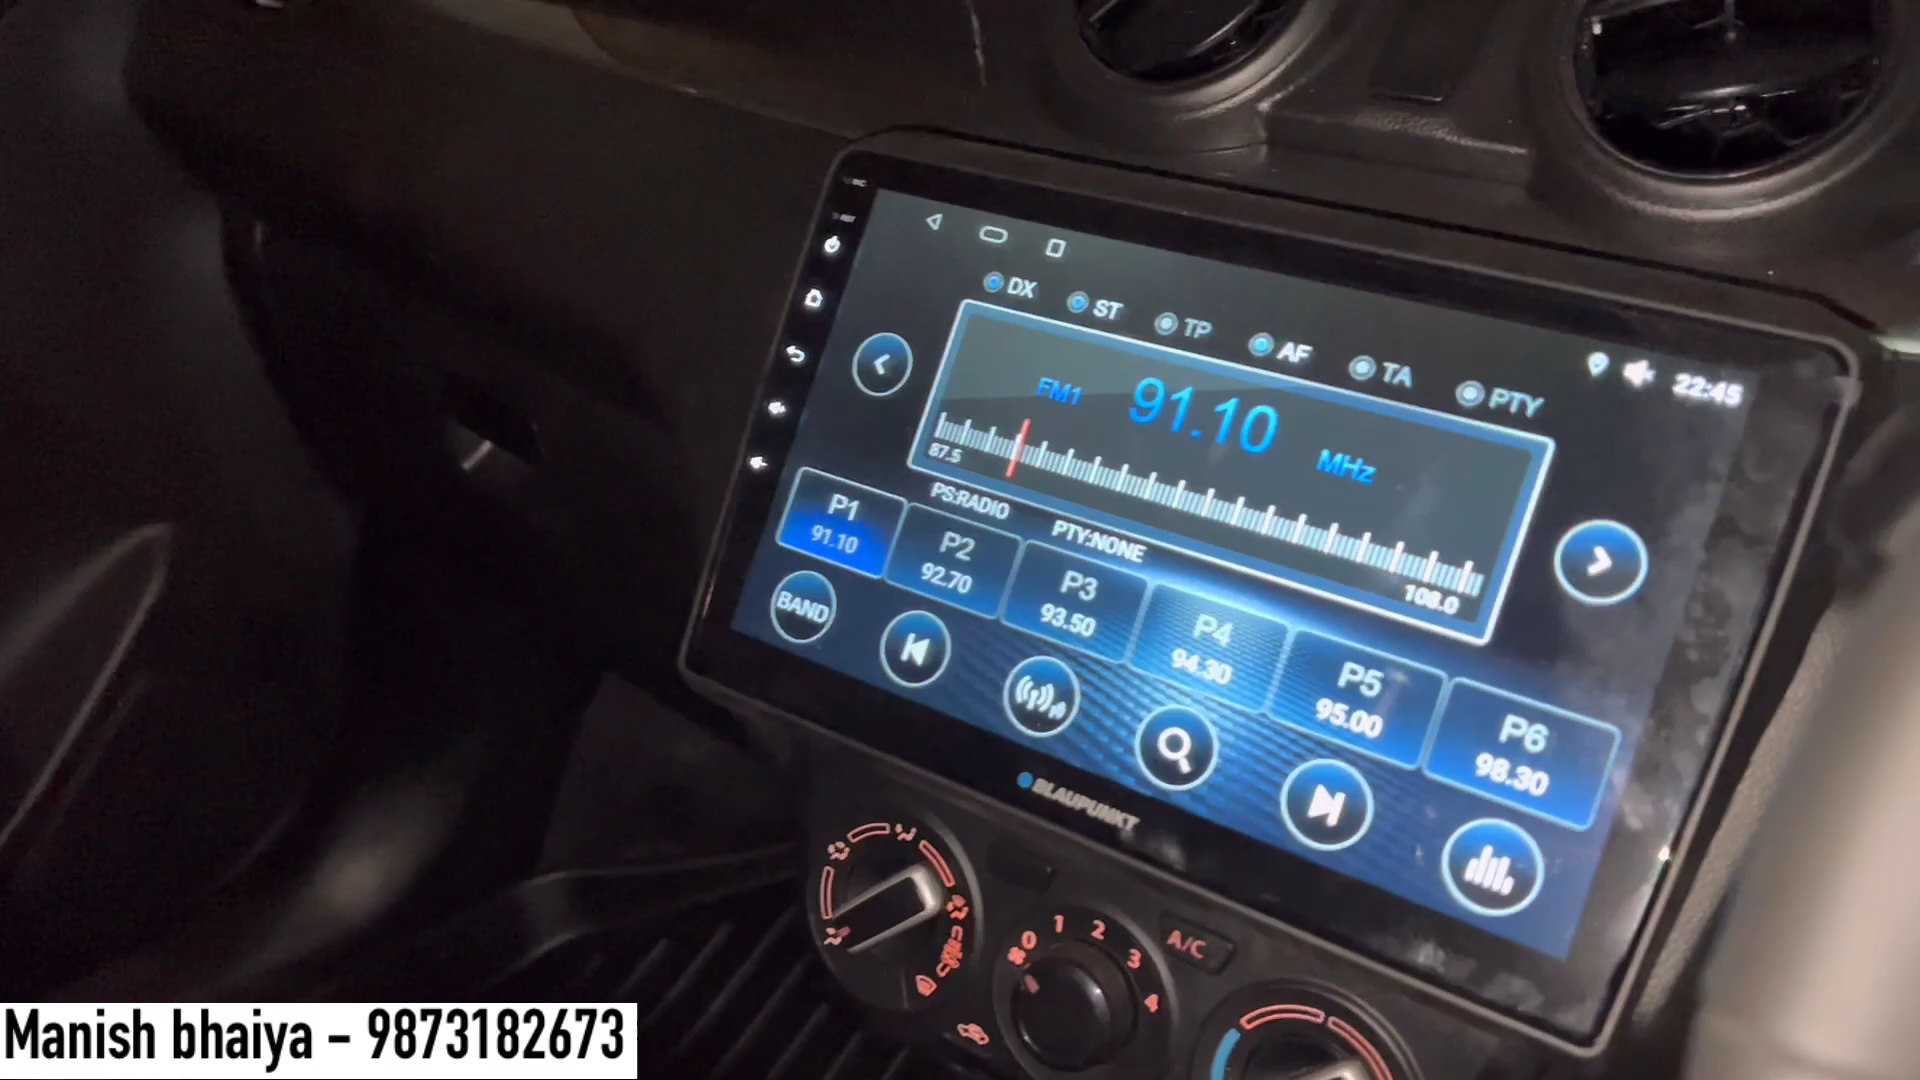 DX ST TP AF TA PTY
22:45
FM1 91.10 MHz
87.5
108.0
PS:RADIO PTY:NONE
P1 P2 P3 P4 P5 P6
91.10 92.70 93.50 94.30 95.00 98.30
BAND
BLAUPUNKT
0 1 2 3 4
A/C
Manish bhaiya - 9873182673